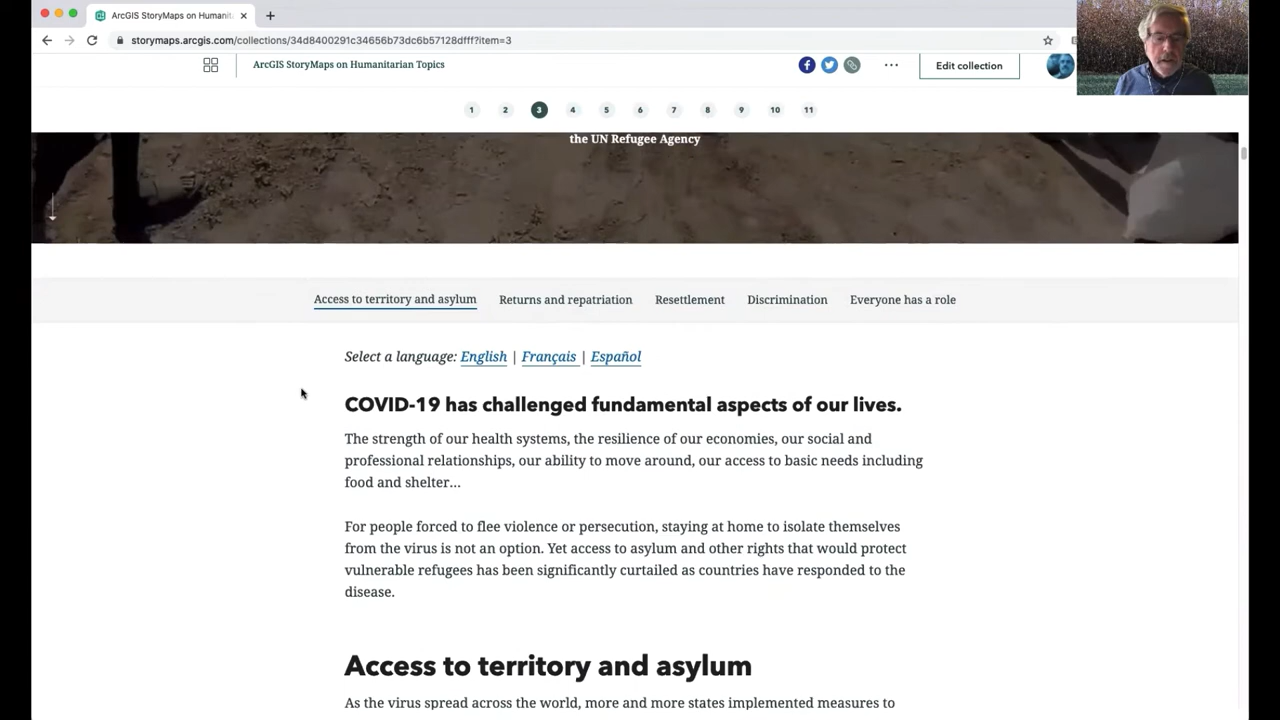 ArcGIS StoryMaps on Humanit
storymaps.arcgis.com/collections/34d8400291c34656b73dc6b57128dfff?item=3
ArcGIS StoryMaps on Humanitarian Topics
Edit collection
1 2 3 4 5 6 7 8 9 10 11
the UN Refugee Agency
Access to territory and asylum Returns and repatriation Resettlement Discrimination Everyone has a role
Select a language: English | Français | Español
COVID-19 has challenged fundamental aspects of our lives.
The strength of our health systems, the resilience of our economies, our social and
professional relationships, our ability to move around, our access to basic needs including
food and shelter…
For people forced to flee violence or persecution, staying at home to isolate themselves
from the virus is not an option. Yet access to asylum and other rights that would protect
vulnerable refugees has been significantly curtailed as countries have responded to the
disease.
Access to territory and asylum
As the virus spread across the world, more and more states implemented measures to